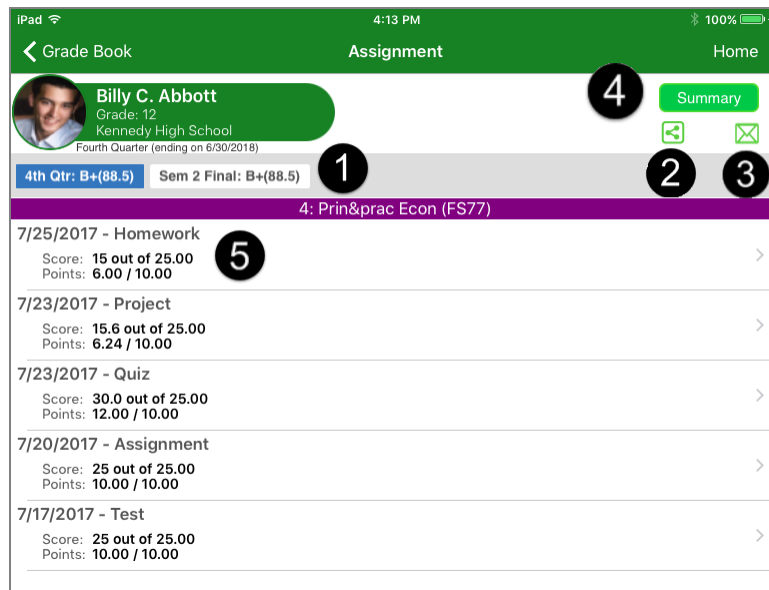 iPad 4:13 PM 100%
Grade Book Assignment Home
Billy C. Abbott
Grade: 12
Kennedy High School
Fourth Quarter (ending on 6/30/2018)
4 Summary
1 2 3
4th Qtr: B+(88.5) Sem 2 Final: B+(88.5)
4: Prin&prac Econ (FS77)
7/25/2017 - Homework
5
Score: 15 out of 25.00
Points: 6.00 / 10.00
7/23/2017 - Project
Score: 15.6 out of 25.00
Points: 6.24 / 10.00
7/23/2017 - Quiz
Score: 30.0 out of 25.00
Points: 12.00 / 10.00
7/20/2017 - Assignment
Score: 25 out of 25.00
Points: 10.00 / 10.00
7/17/2017 - Test
Score: 25 out of 25.00
Points: 10.00 / 10.00